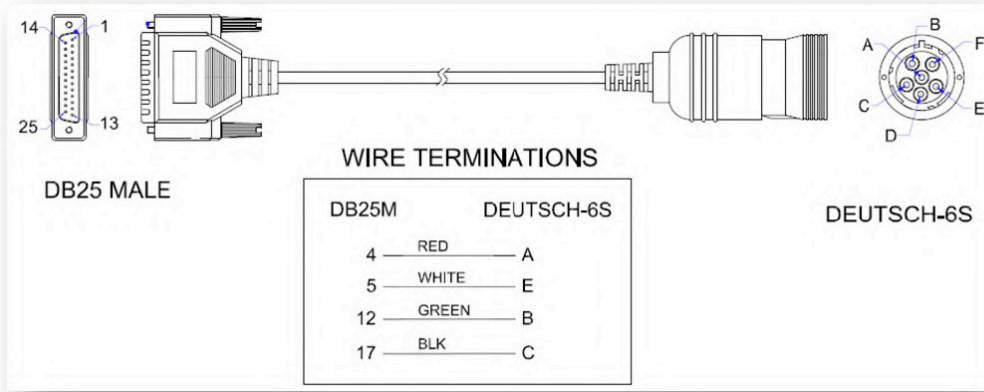 14
1
25
13
DB25 MALE
B
A
F
C
E
D
DEUTSCH-6S
WIRE TERMINATIONS
DB25M DEUTSCH-6S
4 RED A
5 WHITE E
12 GREEN B
17 BLK C